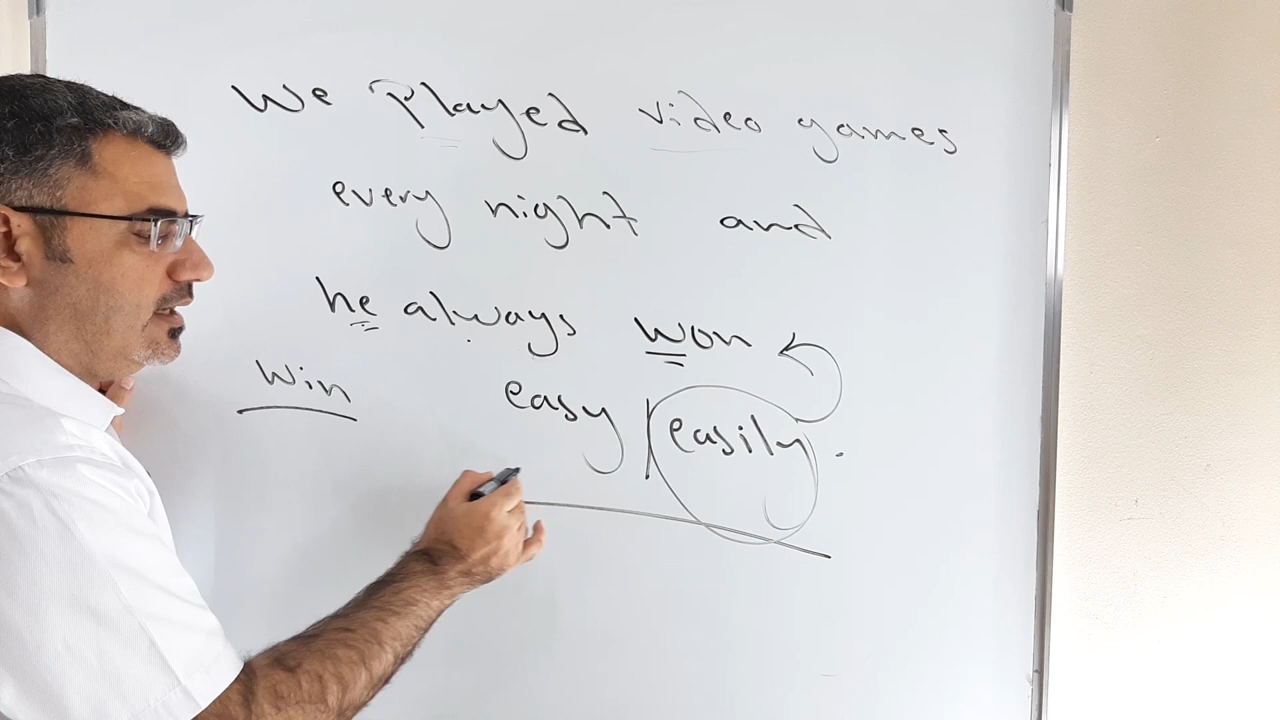 We Played video games
every night and
he always won
Win
easy | easily.